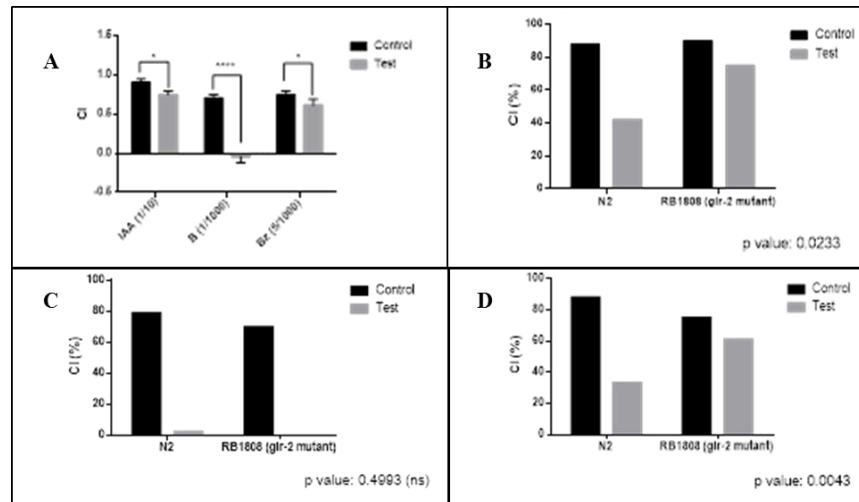 A
Control
Test
*
****
*
1.5
1.0
0.5
0.0
-0.5
CI
IAA (1/10)
B (1/1000)
Bz (5/1000)
B
Control
Test
100
80
60
40
20
0
CI (%)
N2
RB1808 (glr-2 mutant)
p value: 0.0233
C
Control
Test
100
80
60
40
20
0
CI (%)
N2
RB1808 (glr-2 mutant)
p value: 0.4993 (ns)
D
Control
Test
100
80
60
40
20
0
CI (%)
N2
RB1808 (glr-2 mutant)
p value: 0.0043